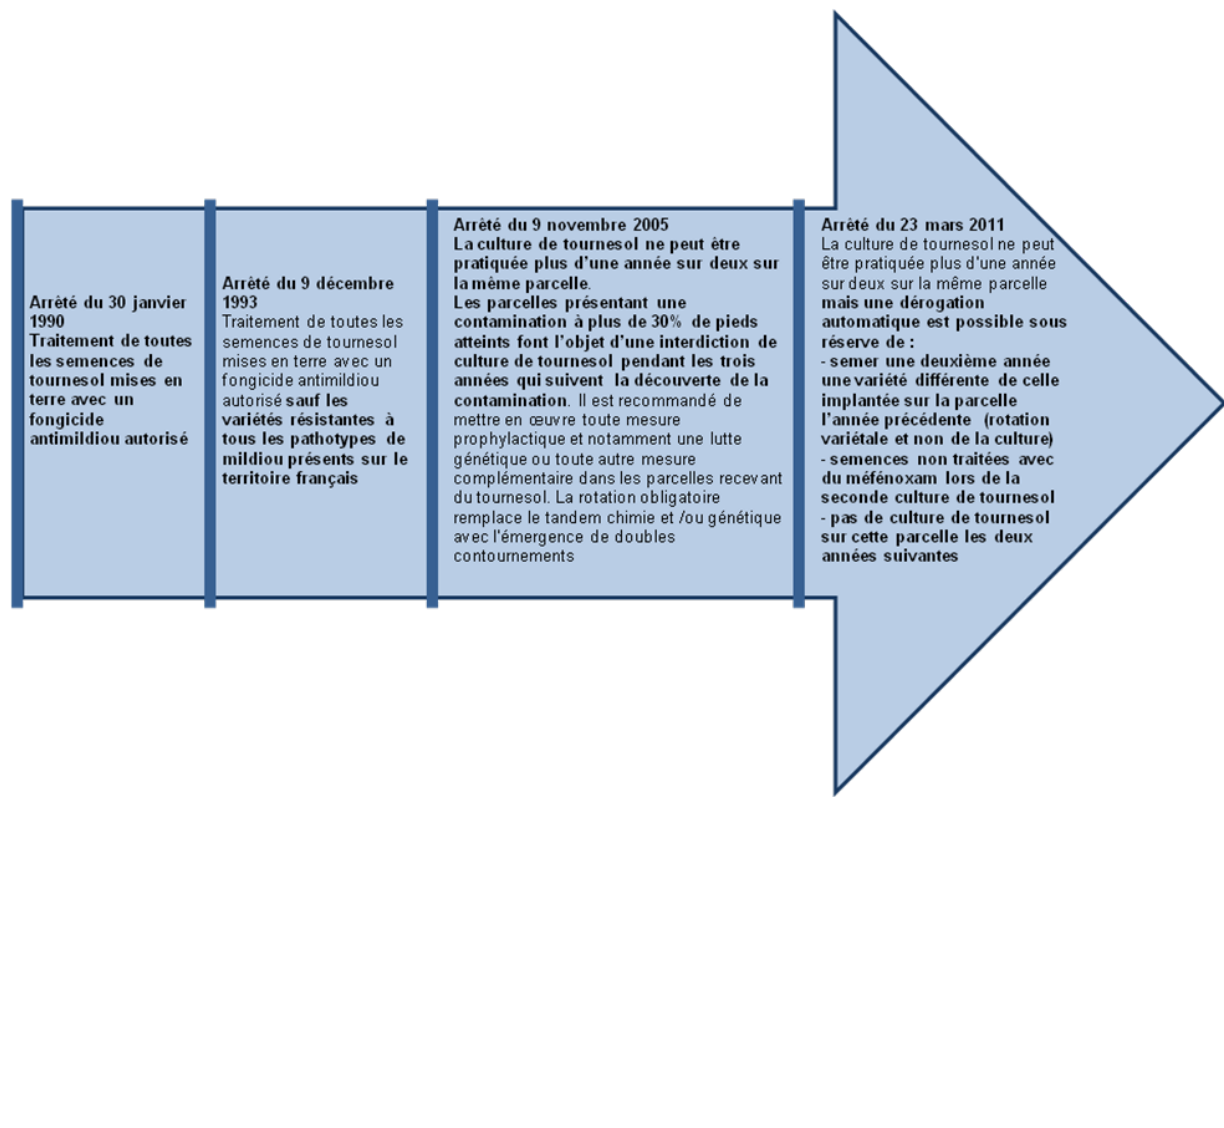 Arrêté du 30 janvier
1990
Traitement de toutes
les semences de
tournesol mises en
terre avec un
fongicide
antimildiou autorisé
Arrêté du 9 décembre
1993
Traitement de toutes les
semences de tournesol
mises en terre avec un
fongicide antimildiou
autorisé sauf les
variétés résistantes à
tous les pathotypes de
mildiou présents sur le
territoire français
Arrêté du 9 novembre 2005
La culture de tournesol ne peut être
pratiquée plus d'une année sur deux sur
la même parcelle.
Les parcelles présentant une
contamination à plus de 30% de pieds
atteints font l'objet d'une interdiction de
culture de tournesol pendant les trois
années qui suivent la découverte de la
contamination. Il est recommandé de
mettre en œuvre toute mesure
prophylactique et notamment une lutte
génétique ou toute autre mesure
complémentaire dans les parcelles recevant
du tournesol. La rotation obligatoire
remplace le tandem chimie et /ou génétique
avec l'émergence de doubles
contournements
Arrêté du 23 mars 2011
La culture de tournesol ne peut
être pratiquée plus d'une année
sur deux sur la même parcelle
mais une dérogation
automatique est possible sous
réserve de :
- semer une deuxième année
une variété différente de celle
implantée sur la parcelle
l'année précédente (rotation
variétale et non de la culture)
- semences non traitées avec
du méfénoxam lors de la
seconde culture de tournesol
- pas de culture de tournesol
sur cette parcelle les deux
années suivantes